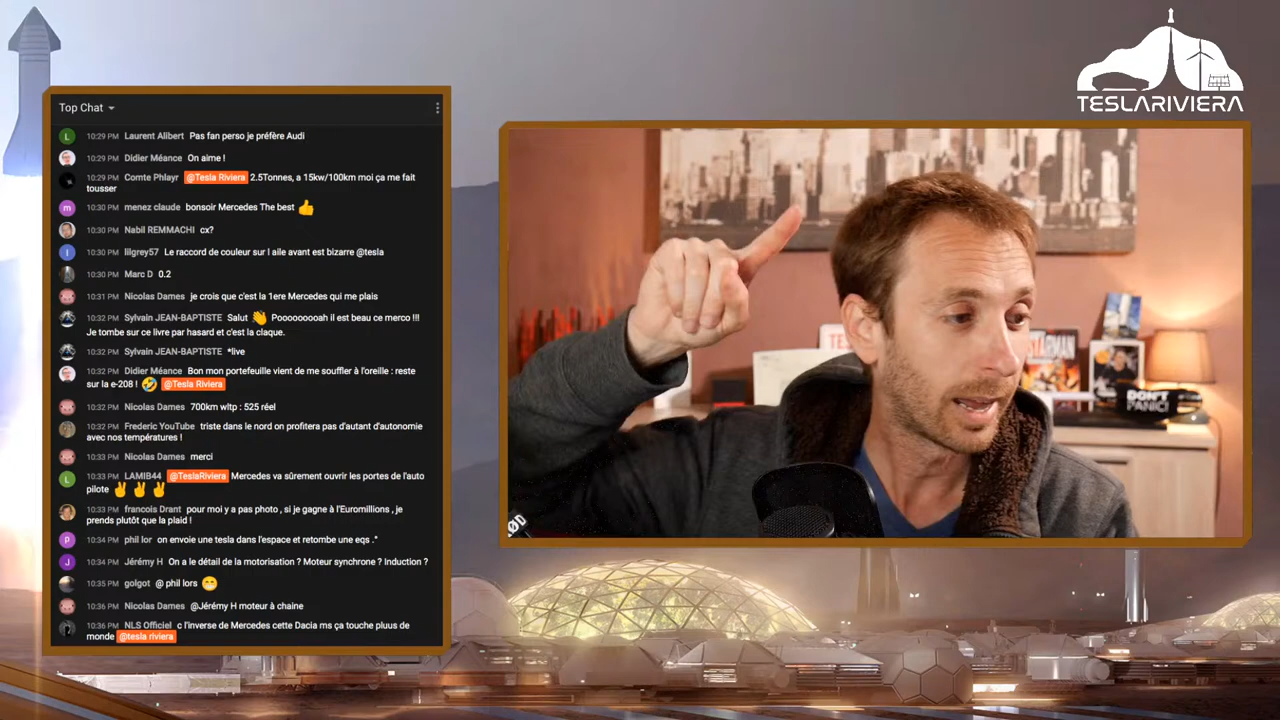 TESLARIVIERA
Top Chat
L
10:29 PM Laurent Alibert Pas fan perso je préfère Audi
10:29 PM Didier Méance On aime !
10:29 PM Comte Phlayr @Tesla Riviera 2.5Tonnes, a 15kw/100km moi ça me fait
tousser
m
10:30 PM menez claude bonsoir Mercedes The best 👍
10:30 PM Nabil REMMACHI cx?
l
10:30 PM lilgrey57 Le raccord de couleur sur l aile avant est bizarre @tesla
10:30 PM Marc D 0.2
10:31 PM Nicolas Dames je crois que c'est la 1ere Mercedes qui me plais
10:32 PM Sylvain JEAN-BAPTISTE Salut 👋 Pooooooooah il est beau ce merco !!!
Je tombe sur ce livre par hasard et c'est la claque.
10:32 PM Sylvain JEAN-BAPTISTE *live
10:32 PM Didier Méance Bon mon portefeuille vient de me souffler à l'oreille : reste
sur la e-208 ! 🤣 @Tesla Riviera
10:32 PM Nicolas Dames 700km wltp : 525 réel
10:32 PM Frederic YouTube triste dans le nord on profitera pas d'autant d'autonomie
avec nos températures !
10:33 PM Nicolas Dames merci
L
10:33 PM LAMIB44 @TeslaRiviera Mercedes va sûrement ouvrir les portes de l'auto
pilote ✌ ✌ ✌
10:33 PM francois Drant pour moi y a pas photo , si je gagne à l'Euromillions , je
prends plutôt que la plaid !
p
10:34 PM phil lor on envoie une tesla dans l'espace et retombe une eqs .*
J
10:34 PM Jérémy H On a le détail de la motorisation ? Moteur synchrone ? Induction ?
10:35 PM golgot @ phil lors 😁
10:36 PM Nicolas Dames @Jérémy H moteur à chaine
10:36 PM NLS Officiel c l'inverse de Mercedes cette Dacia ms ça touche pluus de
monde @tesla riviera
TES
STARMAN
DON'T
PANIC!
RØD